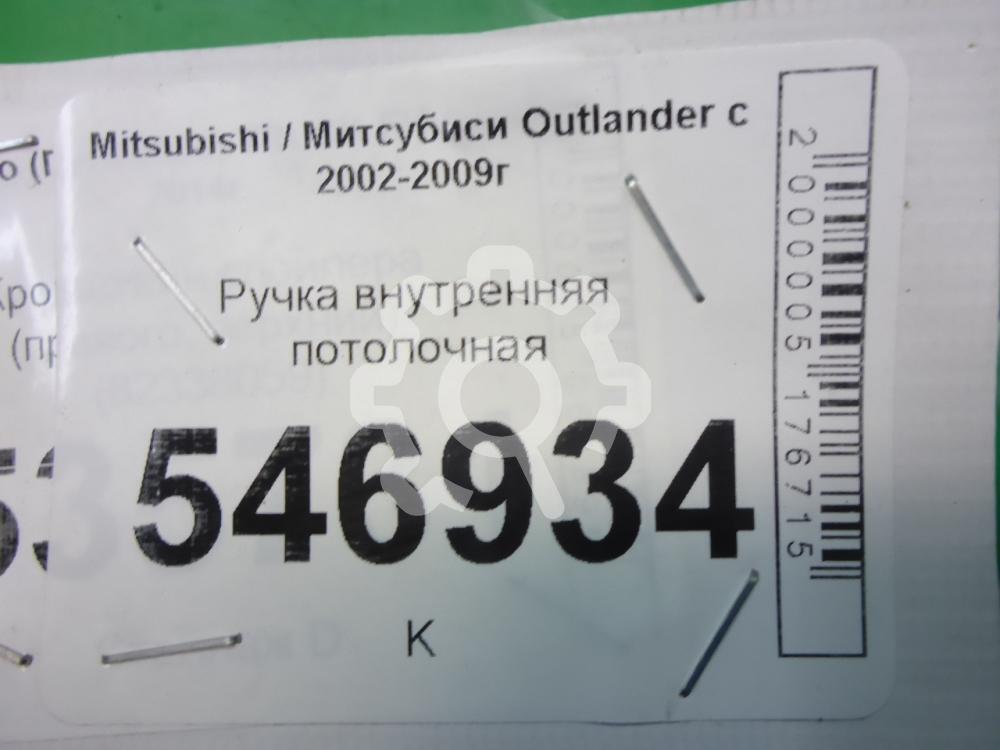 Mitsubishi / Митсубиси Outlander с
2002-2009г
Ручка внутренняя
потолочная
546934
К
2000005176715